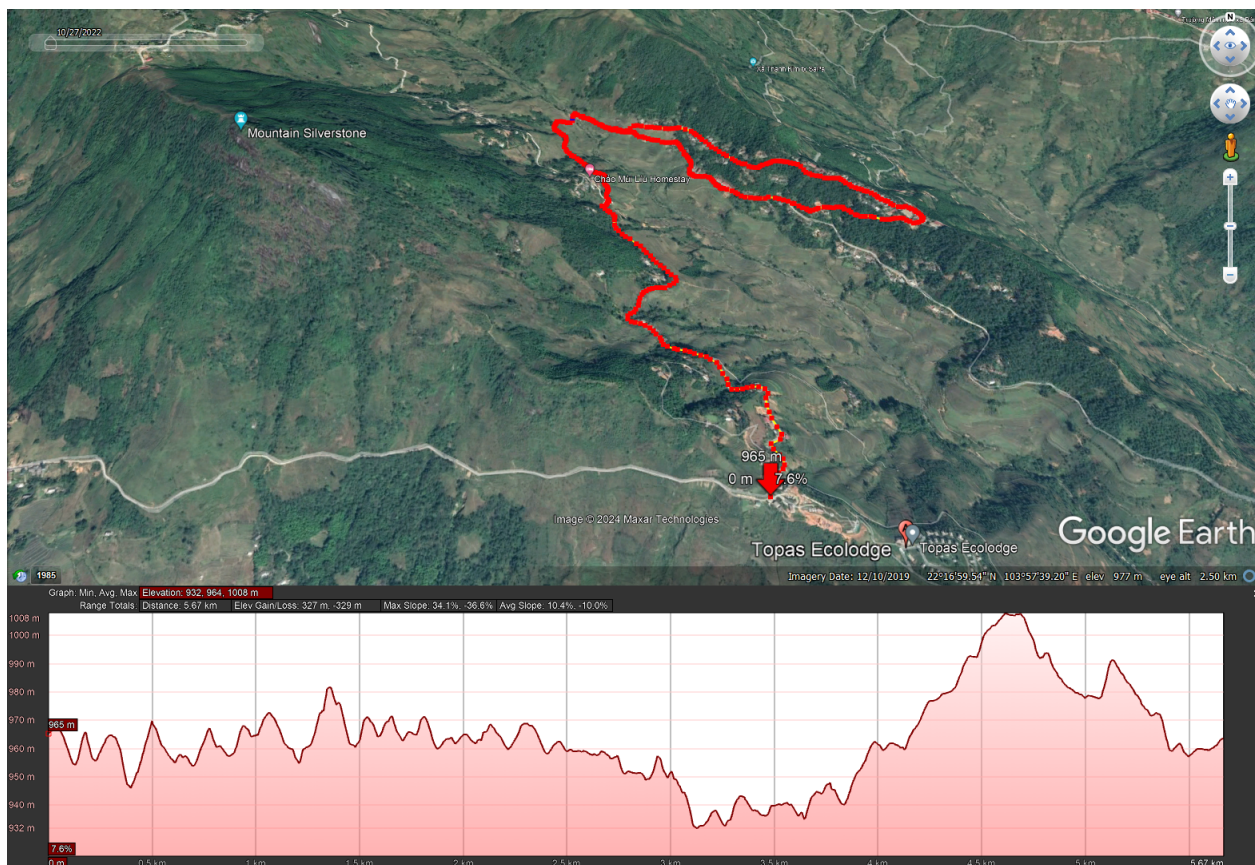 10/27/2022
N
Mountain Silverstone
Chao Mui Liu Homestay
965 m
0 m
7.6%
Image © 2024 Maxar Technologies
Google Earth
Topas Ecolodge
Topas Ecolodge
1985
Imagery Date: 12/10/2019 22°16'59.54" N 103°57'39.20" E elev 977 m eye alt 2.50 km
Graph: Min, Avg, Max Elevation: 932, 964, 1008 m
Range Totals: Distance: 5.67 km Elev Gain/Loss: 327 m, -329 m Max Slope: 34.1%, -36.6% Avg Slope: 10.4%, -10.0%
1008 m
1000 m
990 m
980 m
970 m
965 m
960 m
950 m
940 m
932 m
7.6%
0 m 0.5 km 1 km 1.5 km 2 km 2.5 km 3 km 3.5 km 4 km 4.5 km 5 km 5.67 km